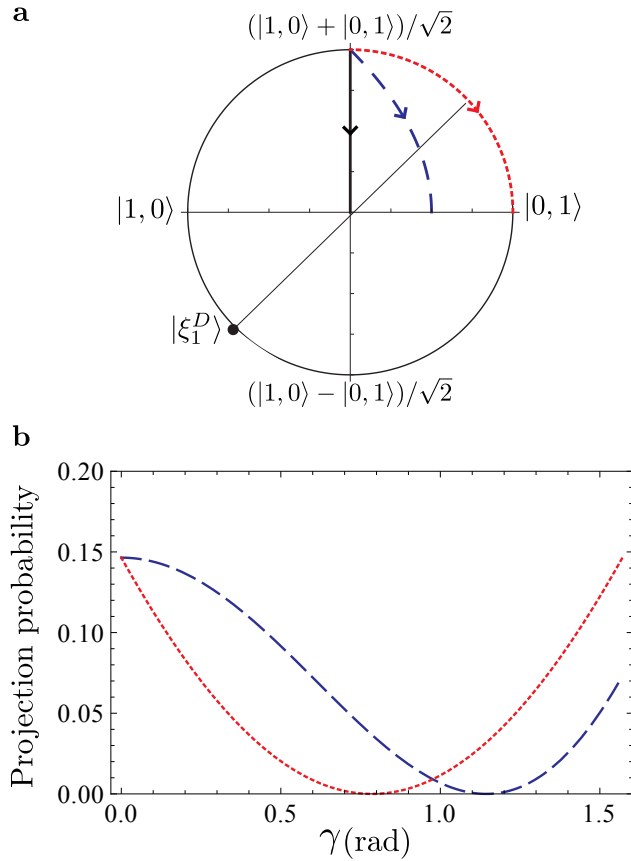 a
(|1,0⟩ + |0,1⟩)/√2
|1,0⟩
|0,1⟩
|ξ₁ᴰ⟩
(|1,0⟩ − |0,1⟩)/√2
b
Projection probability
0.20
0.15
0.10
0.05
0.00
0.0 0.5 1.0 1.5
γ(rad)